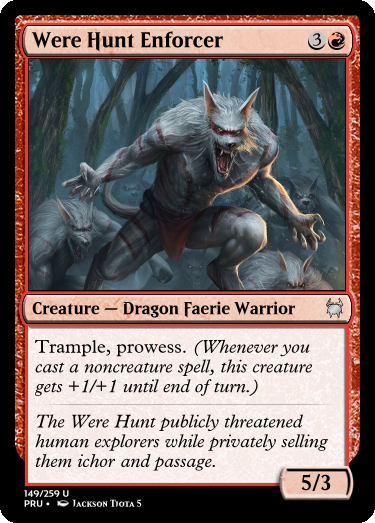 Were Hunt Enforcer 3
Creature — Dragon Faerie Warrior
Trample, prowess. (Whenever you
cast a noncreature spell, this creature
gets +1/+1 until end of turn.)
The Were Hunt publicly threatened
human explorers while privately selling
them ichor and passage.
5/3
149/259 U
PRU • Jackson Tjota 5